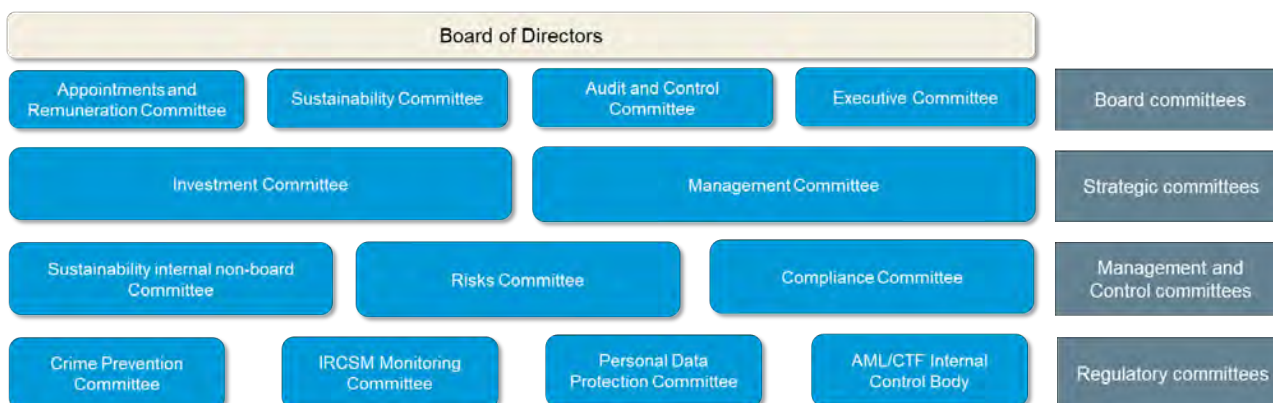 Board of Directors
Appointments and
Remuneration Committee
Sustainability Committee
Audit and Control
Committee
Executive Committee
Board committees
Investment Committee
Management Committee
Strategic committees
Sustainability internal non-board
Committee
Risks Committee
Compliance Committee
Management and
Control committees
Crime Prevention
Committee
IRCSM Monitoring
Committee
Personal Data
Protection Committee
AML/CTF Internal
Control Body
Regulatory committees